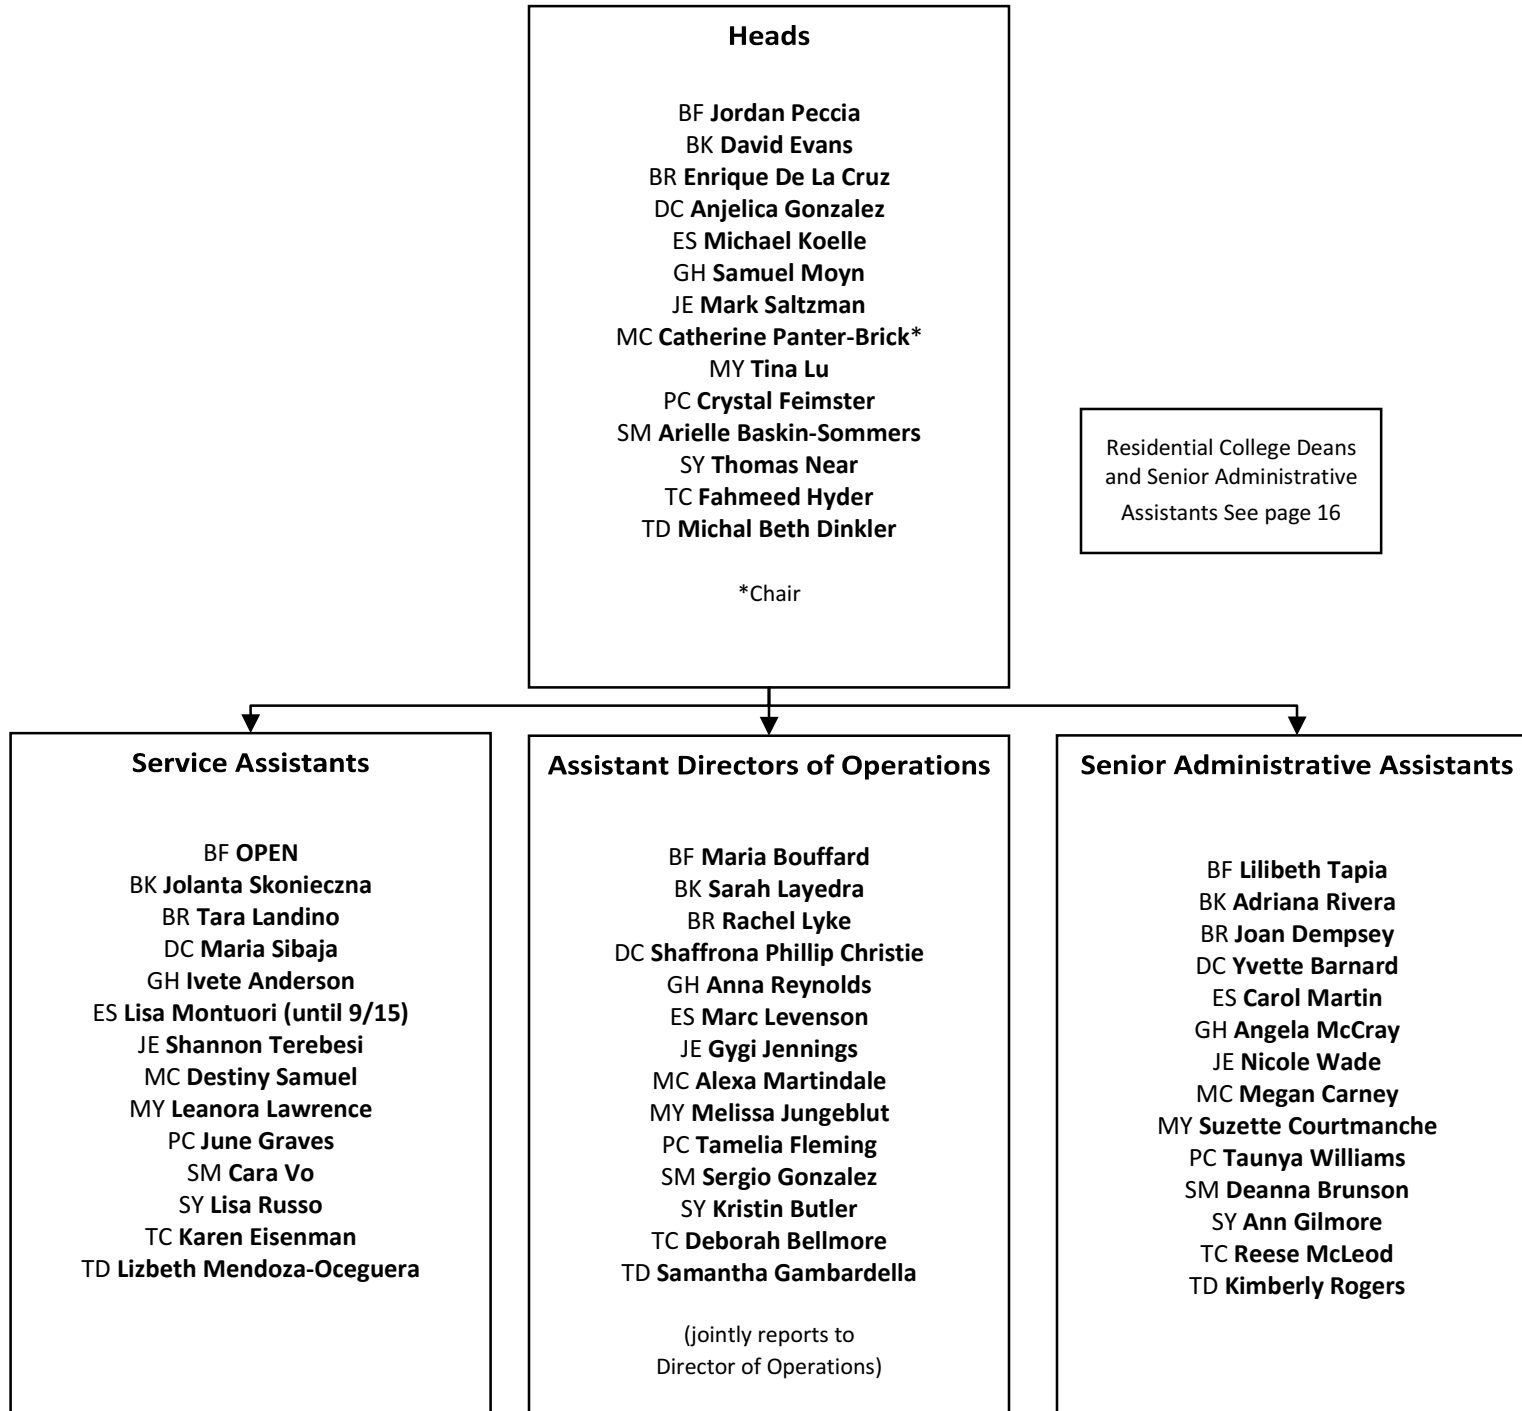 Heads
BF Jordan Peccia
BK David Evans
BR Enrique De La Cruz
DC Anjelica Gonzalez
ES Michael Koelle
GH Samuel Moyn
JE Mark Saltzman
MC Catherine Panter-Brick*
MY Tina Lu
PC Crystal Feimster
SM Arielle Baskin-Sommers
SY Thomas Near
TC Fahmeed Hyder
TD Michal Beth Dinkler
*Chair
Residential College Deans
and Senior Administrative
Assistants See page 16
Service Assistants
BF OPEN
BK Jolanta Skonieczna
BR Tara Landino
DC Maria Sibaja
GH Ivete Anderson
ES Lisa Montuori (until 9/15)
JE Shannon Terebesi
MC Destiny Samuel
MY Leanora Lawrence
PC June Graves
SM Cara Vo
SY Lisa Russo
TC Karen Eisenman
TD Lizbeth Mendoza-Oceguera
Assistant Directors of Operations
BF Maria Bouffard
BK Sarah Layedra
BR Rachel Lyke
DC Shaffrona Phillip Christie
GH Anna Reynolds
ES Marc Levenson
JE Gygi Jennings
MC Alexa Martindale
MY Melissa Jungeblut
PC Tamelia Fleming
SM Sergio Gonzalez
SY Kristin Butler
TC Deborah Bellmore
TD Samantha Gambardella
(jointly reports to
Director of Operations)
Senior Administrative Assistants
BF Lilibeth Tapia
BK Adriana Rivera
BR Joan Dempsey
DC Yvette Barnard
ES Carol Martin
GH Angela McCray
JE Nicole Wade
MC Megan Carney
MY Suzette Courtmanche
PC Taunya Williams
SM Deanna Brunson
SY Ann Gilmore
TC Reese McLeod
TD Kimberly Rogers